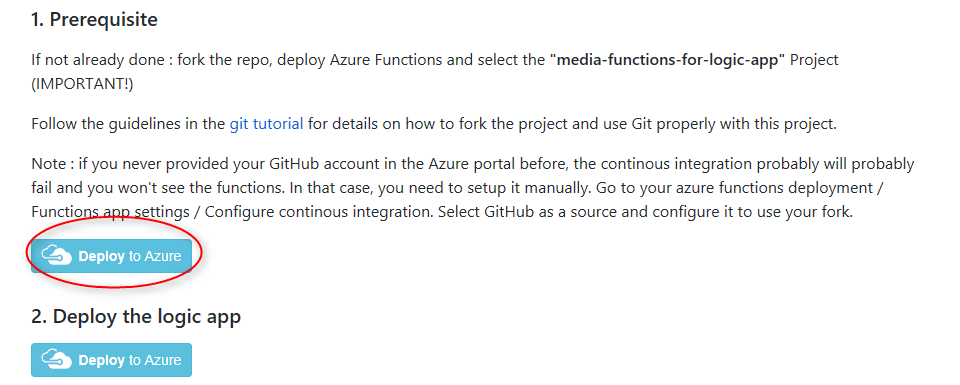 1. Prerequisite
If not already done : fork the repo, deploy Azure Functions and select the "media-functions-for-logic-app" Project
(IMPORTANT!)
Follow the guidelines in the git tutorial for details on how to fork the project and use Git properly with this project.
Note : if you never provided your GitHub account in the Azure portal before, the continous integration probably will probably
fail and you won't see the functions. In that case, you need to setup it manually. Go to your azure functions deployment /
Functions app settings / Configure continous integration. Select GitHub as a source and configure it to use your fork.
Deploy to Azure
2. Deploy the logic app
Deploy to Azure